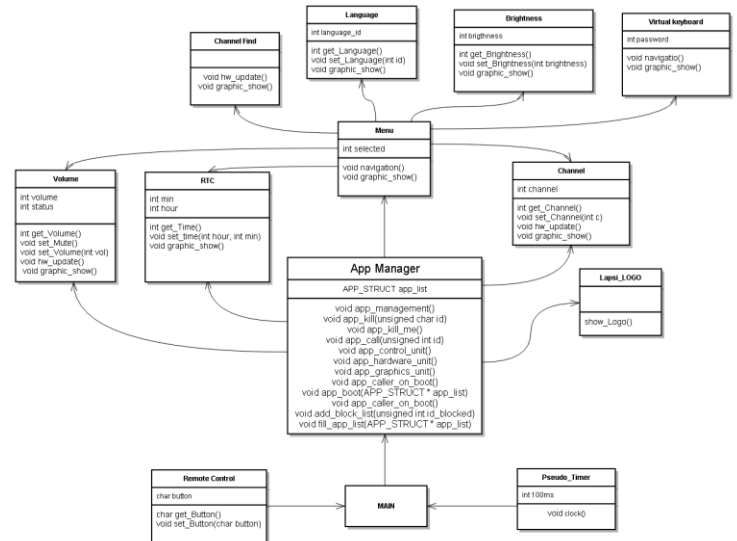 Language
int language_id
int get_Language()
void set_Language(int id)
void graphic_show()
Brightness
int brigthness
int get_Brightness()
void set_Brightness(int brightness)
void graphic_show()
Virtual keyboard
int password
void navigatio()
void graphic_show()
Channel Find
void hw_update()
void graphic_show()
Menu
int selected
void navigation()
void graphic_show()
Volume
int volume
int status
int get_Volume()
void set_Mute()
void set_Volume(int vol)
void hw_update()
void graphic_show()
RTC
int min
int hour
int get_Time()
void set_time(int hour, int min)
void graphic_show()
Channel
int channel
int get_Channel()
void set_Channel(int c)
void hw_update()
void graphic_show()
App Manager
APP_STRUCT app_list
void app_management()
void app_kill(unsigned char id)
void app_kill_me()
void app_call(unsigned int id)
void app_control_unit()
void app_hardware_unit()
void app_graphics_unit()
void app_caller_on_boot()
void app_boot(APP_STRUCT * app_list)
void app_caller_on_boot()
void add_block_list(unsigned int id_blocked)
void fill_app_list(APP_STRUCT * app_list)
Lapsi_LOGO
show_Logo()
Remote Control
char button
char get_Button()
void set_Button(char button)
MAIN
Pseudo_Timer
int 100ms
void clock()